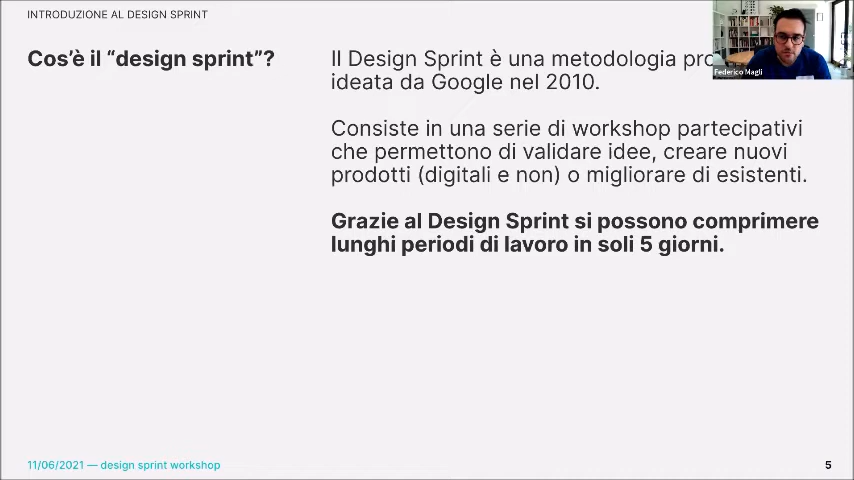 INTRODUZIONE AL DESIGN SPRINT
Cos’è il “design sprint”?
Il Design Sprint è una metodologia
ideata da Google nel 2010.
Consiste in una serie di workshop partecipativi
che permettono di validare idee, creare nuovi
prodotti (digitali e non) o migliorare di esistenti.
Grazie al Design Sprint si possono comprimere
lunghi periodi di lavoro in soli 5 giorni.
Federico Magli
11/06/2021 — design sprint workshop
5